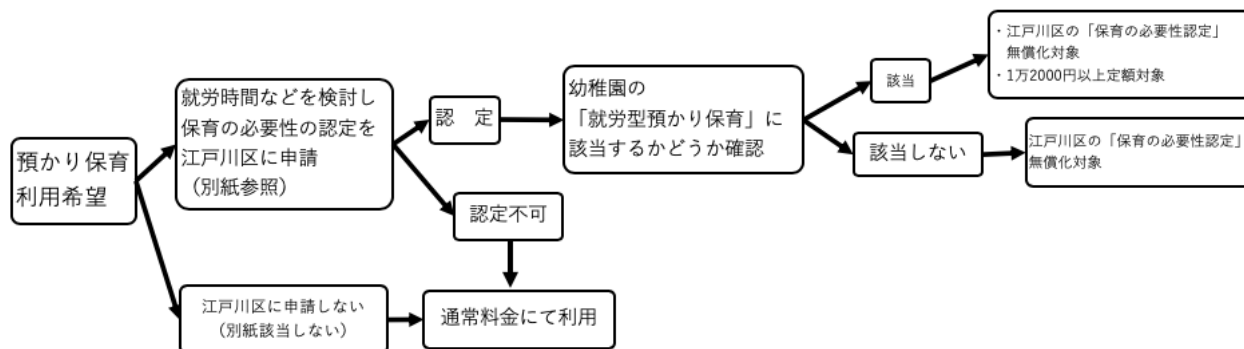 預かり保育
利用希望
就労時間などを検討し
保育の必要性の認定を
江戸川区に申請
(別紙参照)
認 定
認定不可
幼稚園の
「就労型預かり保育」に
該当するかどうか確認
該当
・江戸川区の「保育の必要性認定」
無償化対象
・1万2000円以上定額対象
該当しない
江戸川区の「保育の必要性認定」
無償化対象
江戸川区に申請しない
(別紙該当しない)
通常料金にて利用